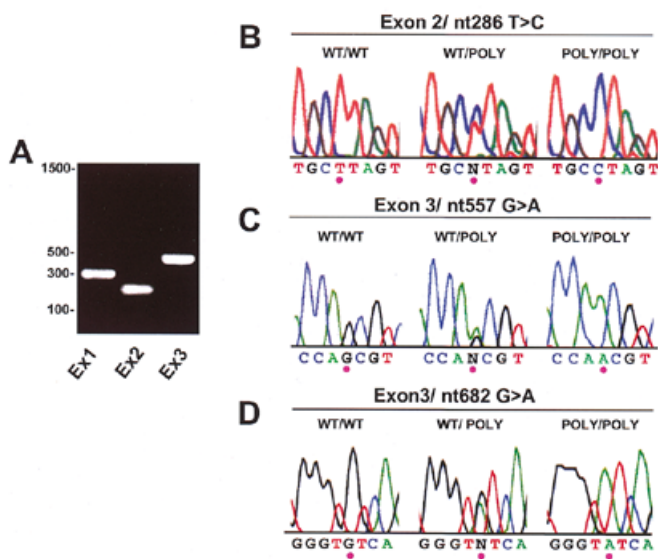 A
1500-
500-
300-
100-
Ex1 Ex2 Ex3
B
Exon 2/ nt286 T>C
WT/WT WT/POLY POLY/POLY
TGCTTAGT TGCNTAGT TGCCTAGT
C
Exon 3/ nt557 G>A
WT/WT WT/POLY POLY/POLY
CCAGCGT CCANCGT CCAACGT
D
Exon3/ nt682 G>A
WT/WT WT/ POLY POLY/POLY
GGGTGTCA GGGTNTCA GGGTATCA